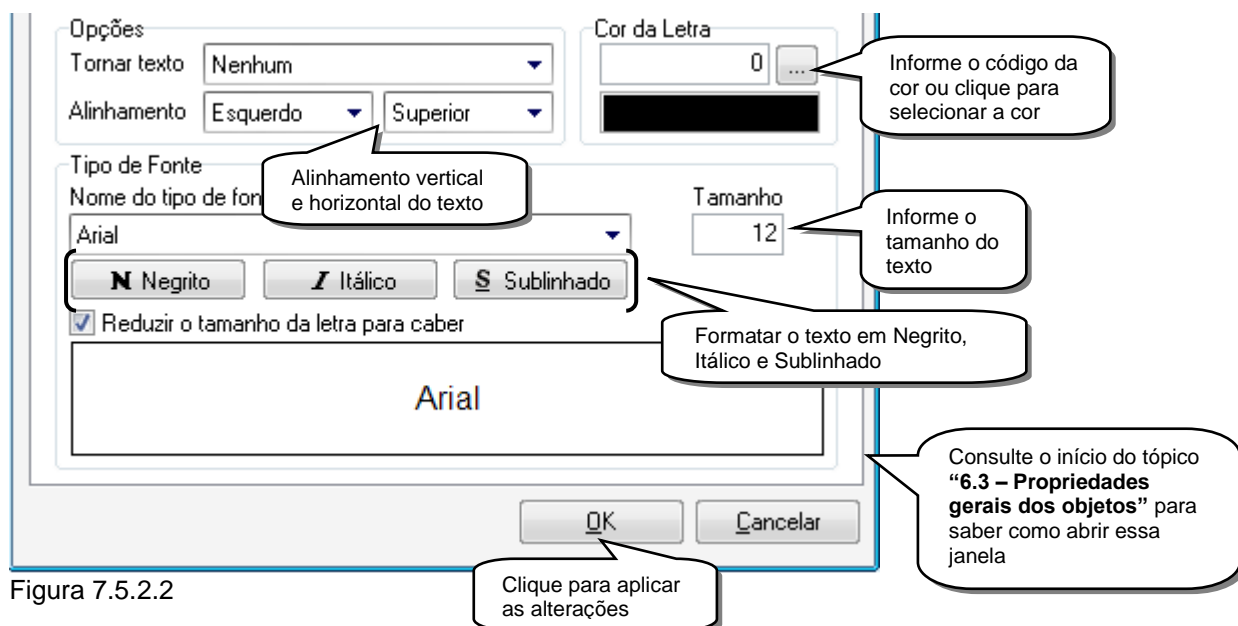 Opções
Cor da Letra
Tornar texto Nenhum
0 ...
Informe o código da
cor ou clique para
selecionar a cor
Alinhamento Esquerdo Superior
Tipo de Fonte
Alinhamento vertical
e horizontal do texto
Nome do tipo de fon
Tamanho
Arial
12
Informe o
tamanho do
texto
N Negrito I Itálico S Sublinhado
Reduzir o tamanho da letra para caber
Formatar o texto em Negrito,
Itálico e Sublinhado
Arial
Consulte o início do tópico
“6.3 – Propriedades
gerais dos objetos” para
saber como abrir essa
janela
OK Cancelar
Clique para aplicar
as alterações
Figura 7.5.2.2